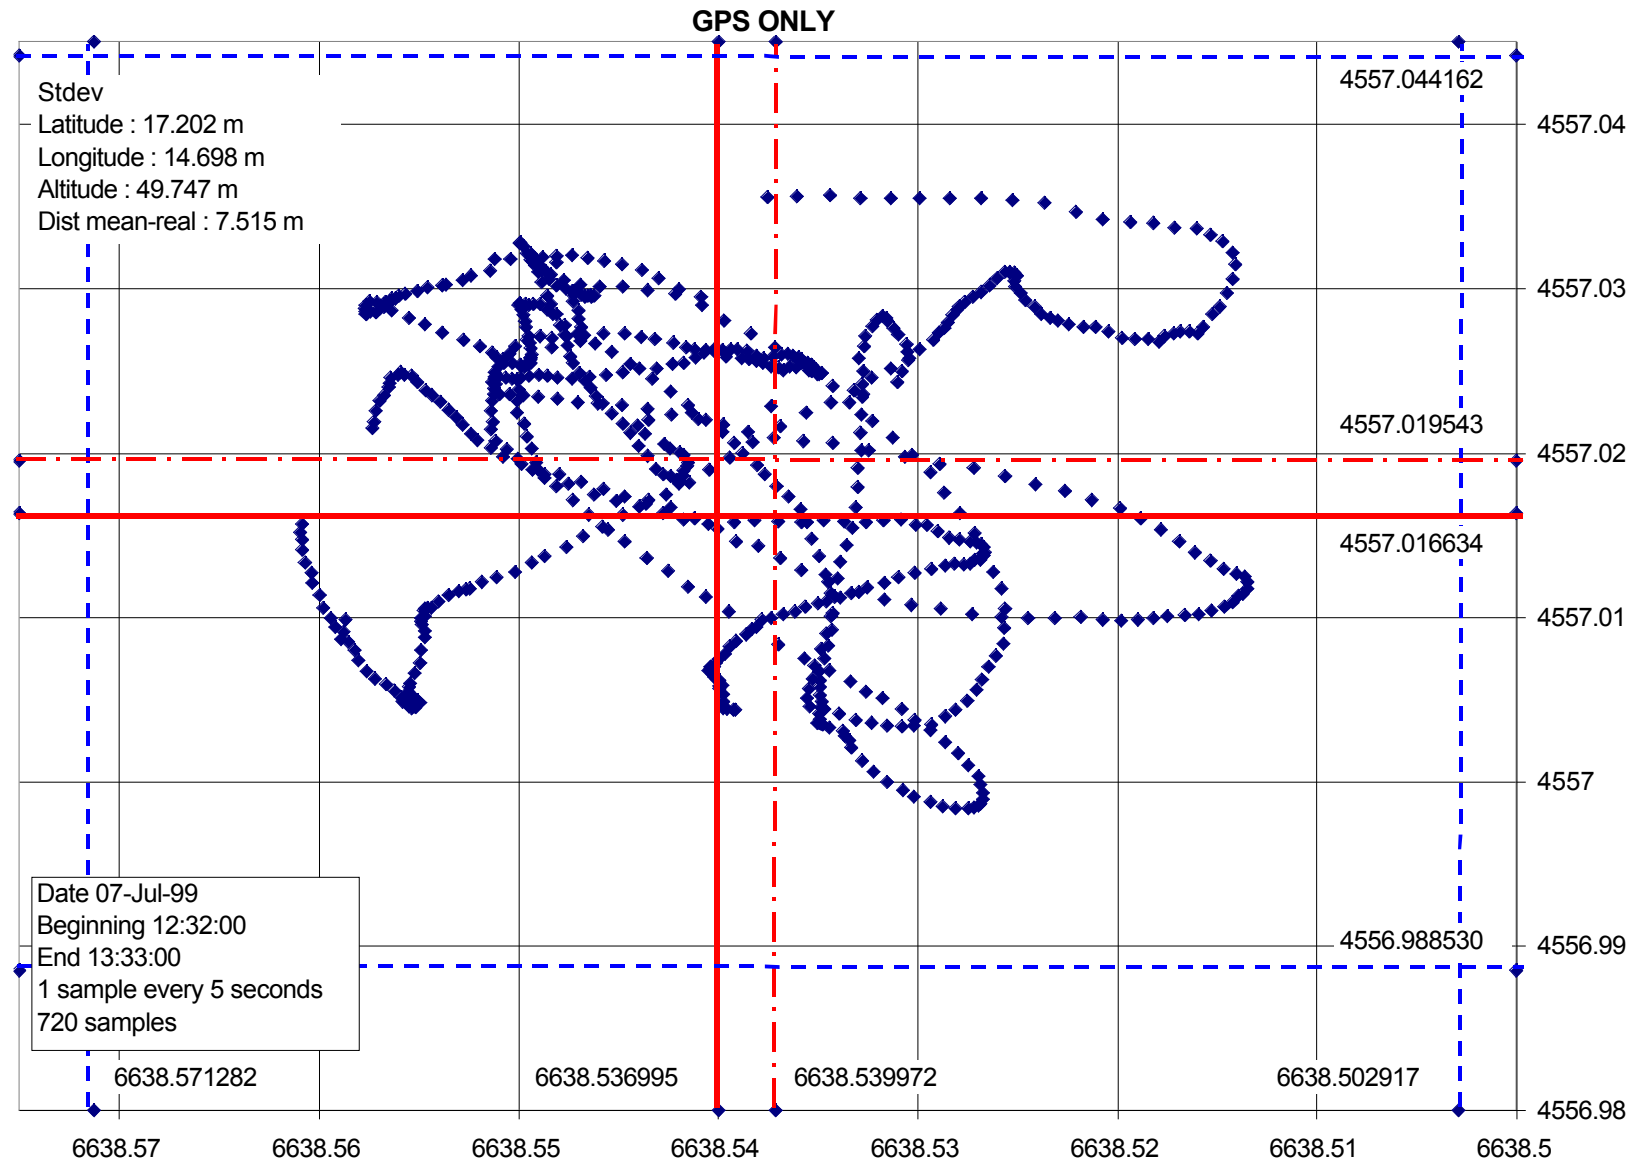 GPS ONLY
Stdev
Latitude : 17.202 m
Longitude : 14.698 m
Altitude : 49.747 m
Dist mean-real : 7.515 m
4557.044162
4557.04
4557.03
4557.019543
4557.02
4557.016634
4557.01
4557
Date 07-Jul-99
Beginning 12:32:00
End 13:33:00
1 sample every 5 seconds
720 samples
4556.988530
4556.99
6638.571282
6638.536995
6638.539972
6638.502917
4556.98
6638.57
6638.56
6638.55
6638.54
6638.53
6638.52
6638.51
6638.5